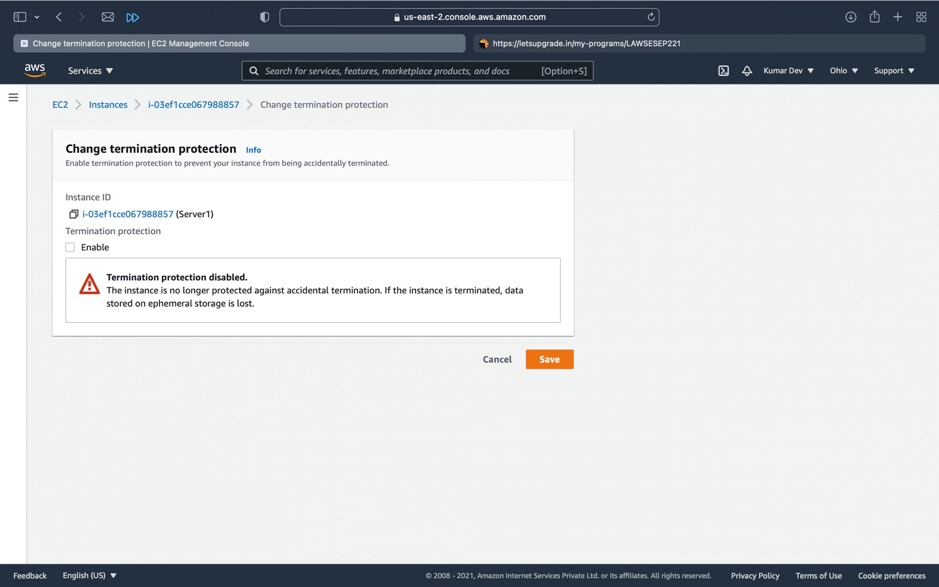 us-east-2.console.aws.amazon.com
Change termination protection | EC2 Management Console
https://letsupgrade.in/my-programs/LAWSESEP221
aws
Services
Search for services, features, marketplace products, and docs
[Option+S]
Kumar Dev
Ohio
Support
EC2
Instances
i-03ef1cce067988857
Change termination protection
Change termination protection Info
Enable termination protection to prevent your instance from being accidentally terminated.
Instance ID
i-03ef1cce067988857 (Server1)
Termination protection
Enable
Termination protection disabled.
The instance is no longer protected against accidental termination. If the instance is terminated, data
stored on ephemeral storage is lost.
Cancel
Save
Feedback
English (US)
© 2008 - 2021, Amazon Internet Services Private Ltd. or its affiliates. All rights reserved.
Privacy Policy
Terms of Use
Cookie preferences